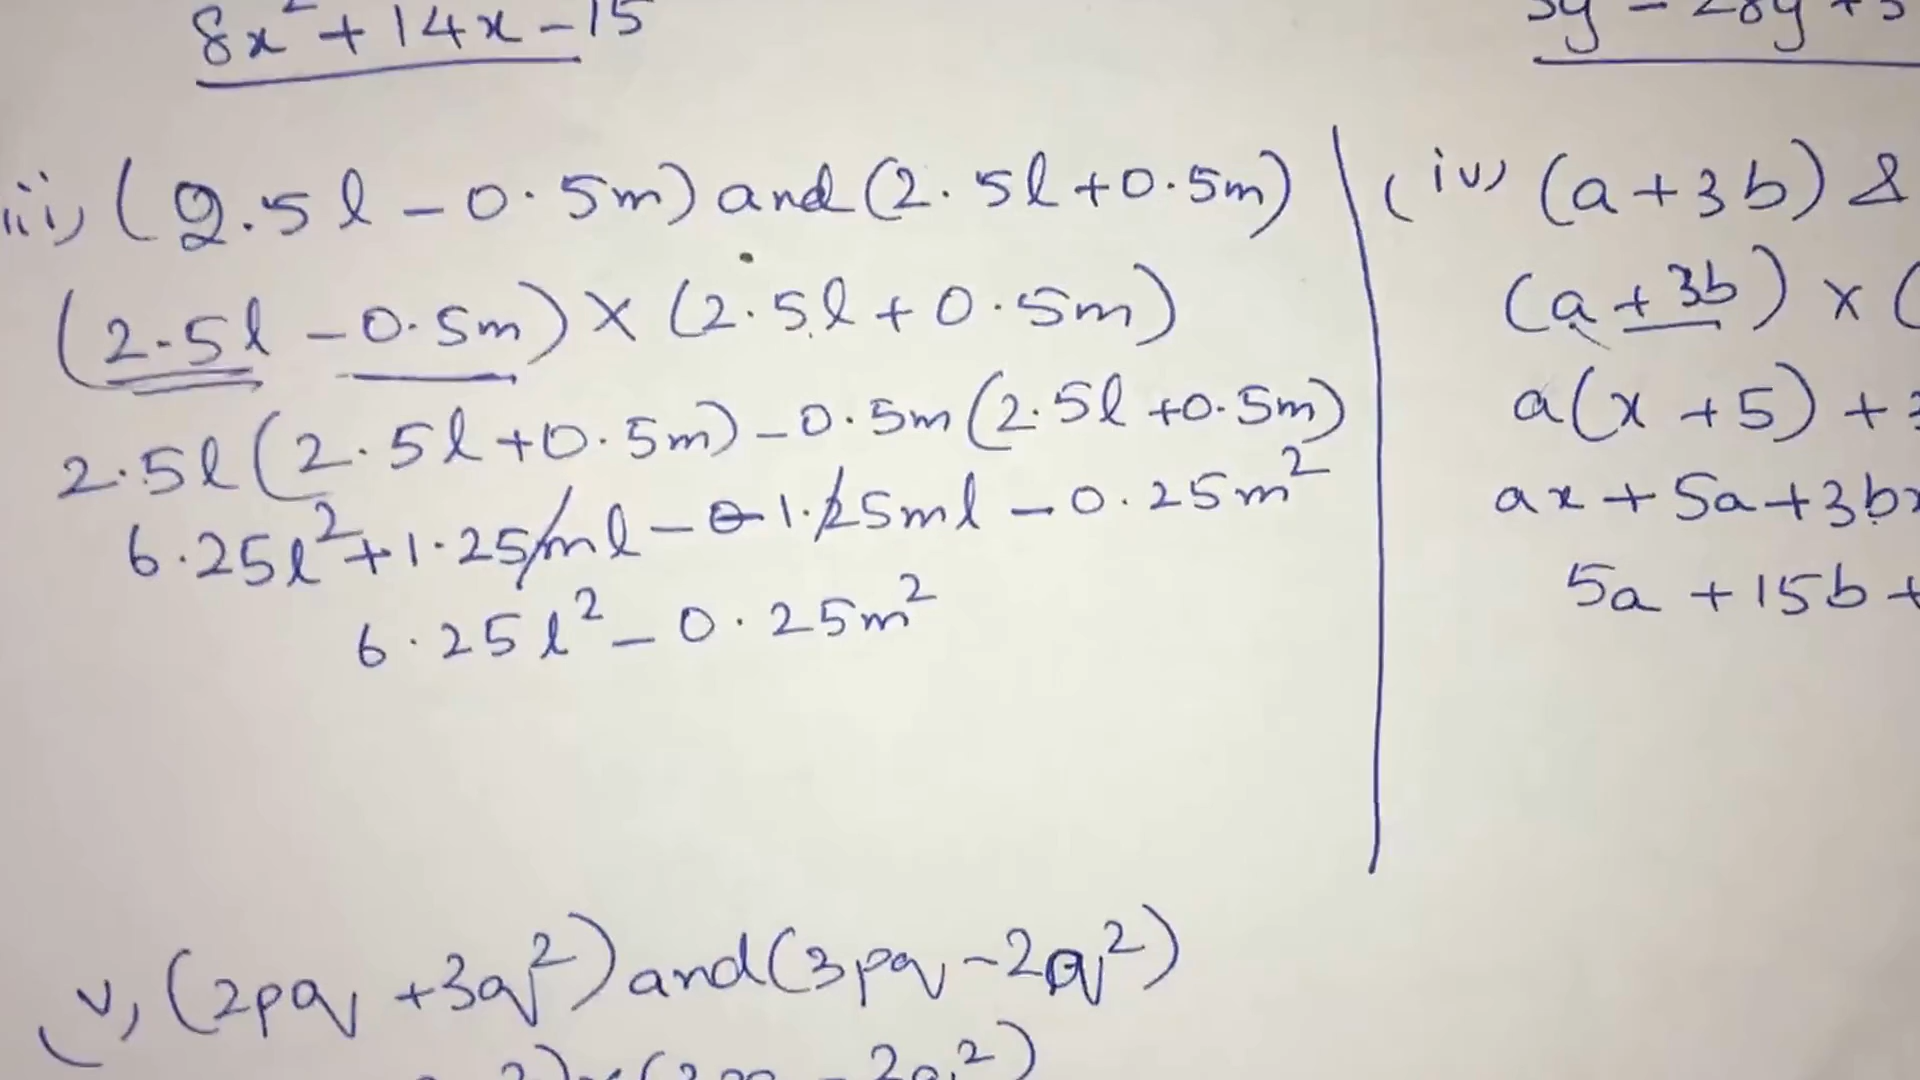 8x² + 14x - 15
iii) (2.5l - 0.5m) and (2.5l + 0.5m)
(2.5l - 0.5m) × (2.5l + 0.5m)
2.5l (2.5l + 0.5m) - 0.5m (2.5l + 0.5m)
6.25l² + 1.25ml - 1.25ml - 0.25m²
6.25l² - 0.25m²
(iv) (a + 3b) &
(a + 3b) × (
a(x + 5) +
ax + 5a + 3b
5a + 15b +
(v) (2pq + 3q²) and (3pq - 2q²)